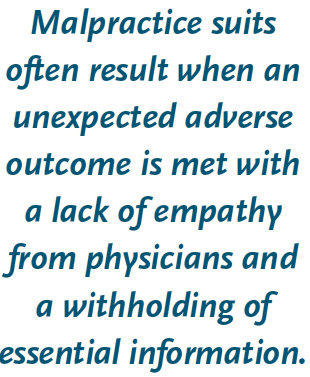 Malpractice suits
often result when an
unexpected adverse
outcome is met with
a lack of empathy
from physicians and
a withholding of
essential information.